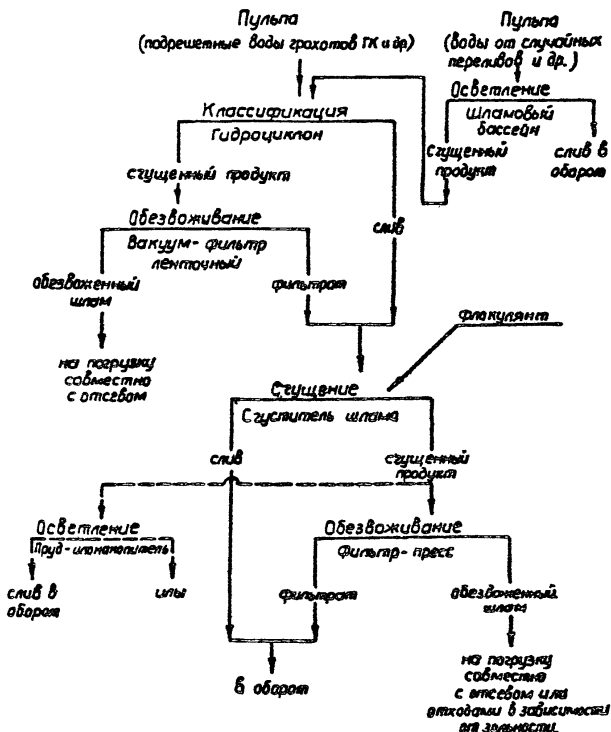 Пульпа
(подрешетные воды грохотов ГК и др)
Пульпа
(воды от случайных
переливов и др.)
Осветление
Шламовый
бассейн
Сгущенный
продукт
слив в
оборот
Классификация
Гидроциклон
сгущенный продукт
слив
Обезвоживание
Вакуум-фильтр
ленточный
обезвоженный
шлам
фильтрат
на погрузку
совместно
с отсевом
Флакулянт
Сгущение
Сгуститель шлама
слив
сгущенный
продукт
Осветление
Пруд-илонакопитель
слив в
оборот
илы
Обезвоживание
Фильтр-пресс
фильтрат
обезвоженный
шлам
в оборот
на погрузку
совместно
с отсевом или
отходами в зависимости
от зольности.